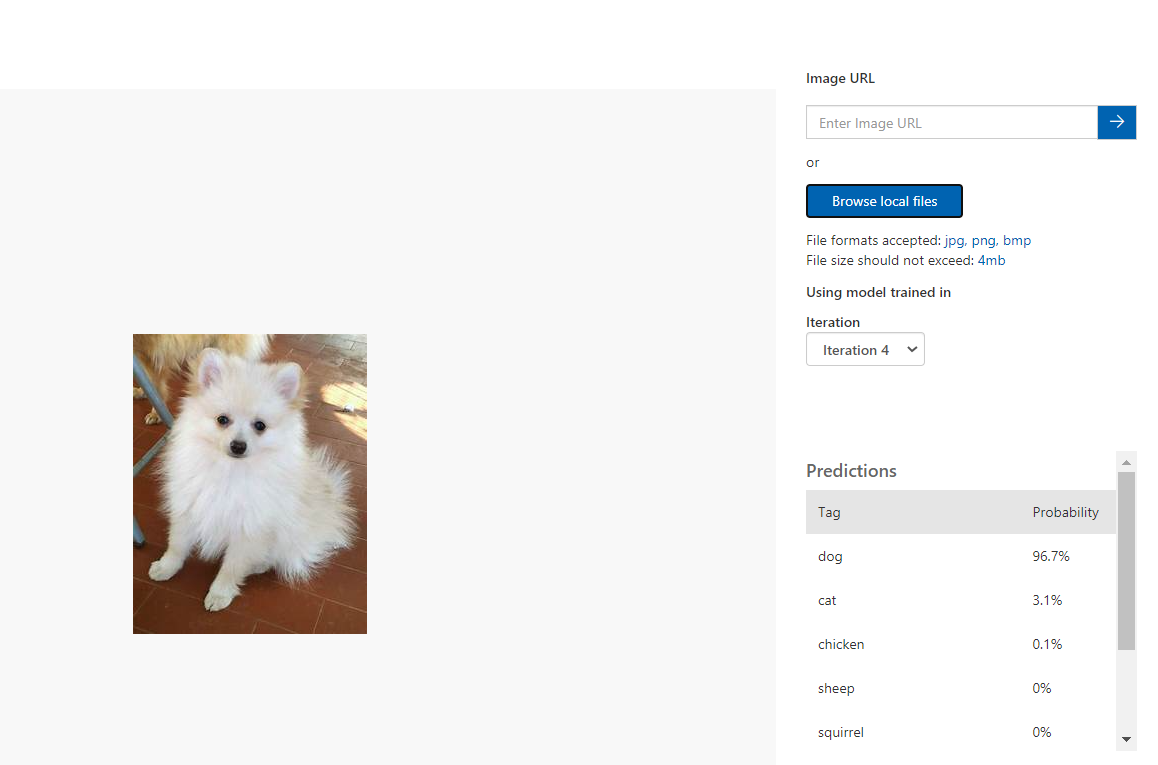 Image URL
Enter Image URL
or
Browse local files
File formats accepted: jpg, png, bmp
File size should not exceed: 4mb
Using model trained in
Iteration
Iteration 4
Predictions
Tag Probability
dog 96.7%
cat 3.1%
chicken 0.1%
sheep 0%
squirrel 0%